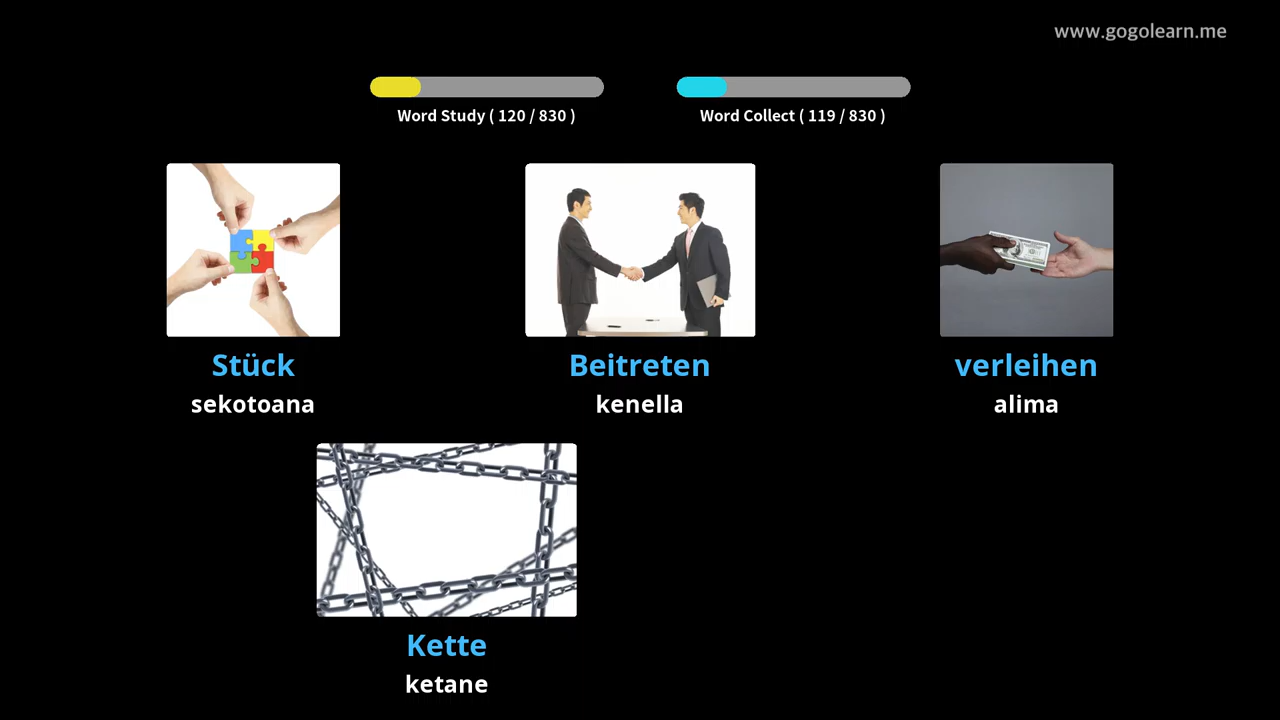 www.gogolearn.me
Word Study ( 120 / 830 )
Word Collect ( 119 / 830 )
Stück
sekotoana
Beitreten
kenella
verleihen
alima
Kette
ketane